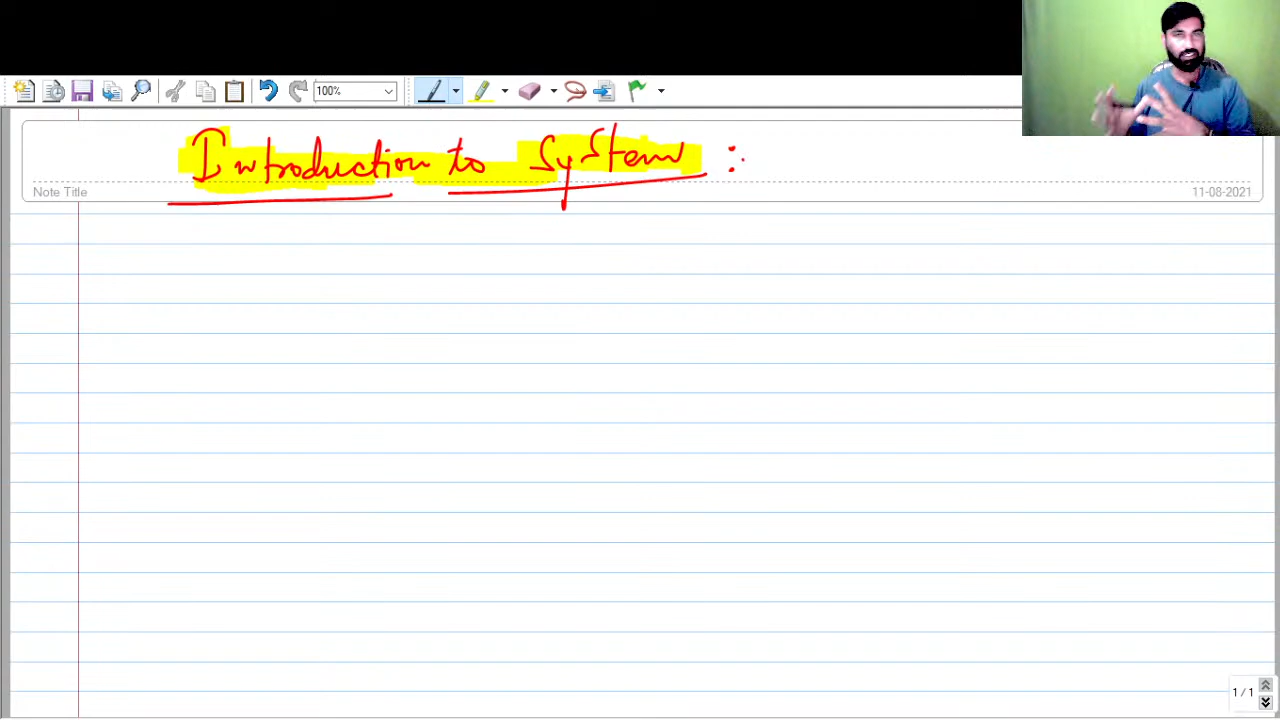 100%
Introduction to System :
Note Title
11-08-2021
1 / 1